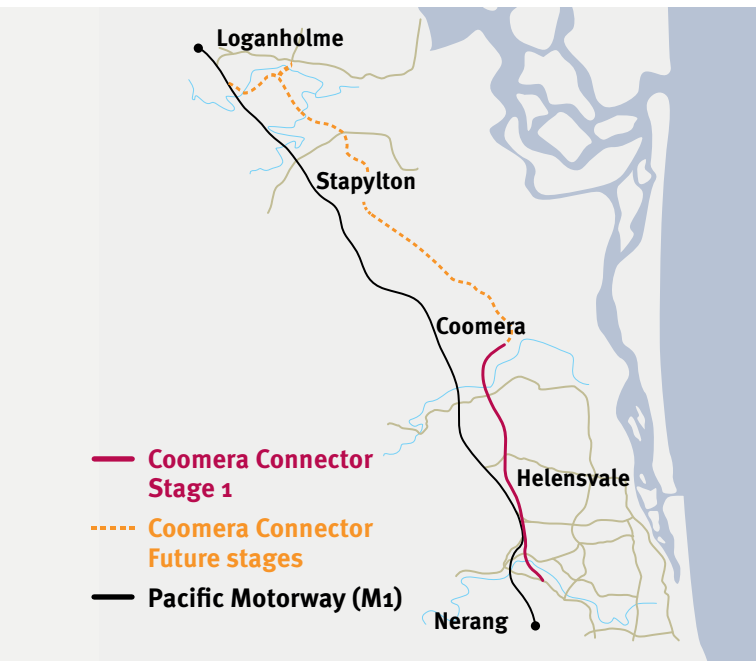 Loganholme
Stapylton
Coomera
Coomera Connector
Stage 1
Helensvale
Coomera Connector
Future stages
Pacific Motorway (M1)
Nerang